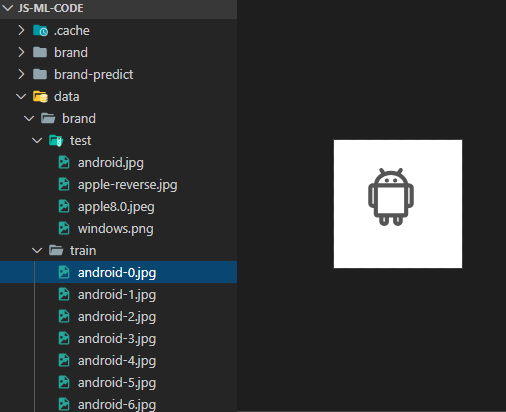 JS-ML-CODE
.cache
brand
brand-predict
data
brand
test
android.jpg
apple-reverse.jpg
apple8.0.jpeg
windows.png
train
android-0.jpg
android-1.jpg
android-2.jpg
android-3.jpg
android-4.jpg
android-5.jpg
android-6.jpg